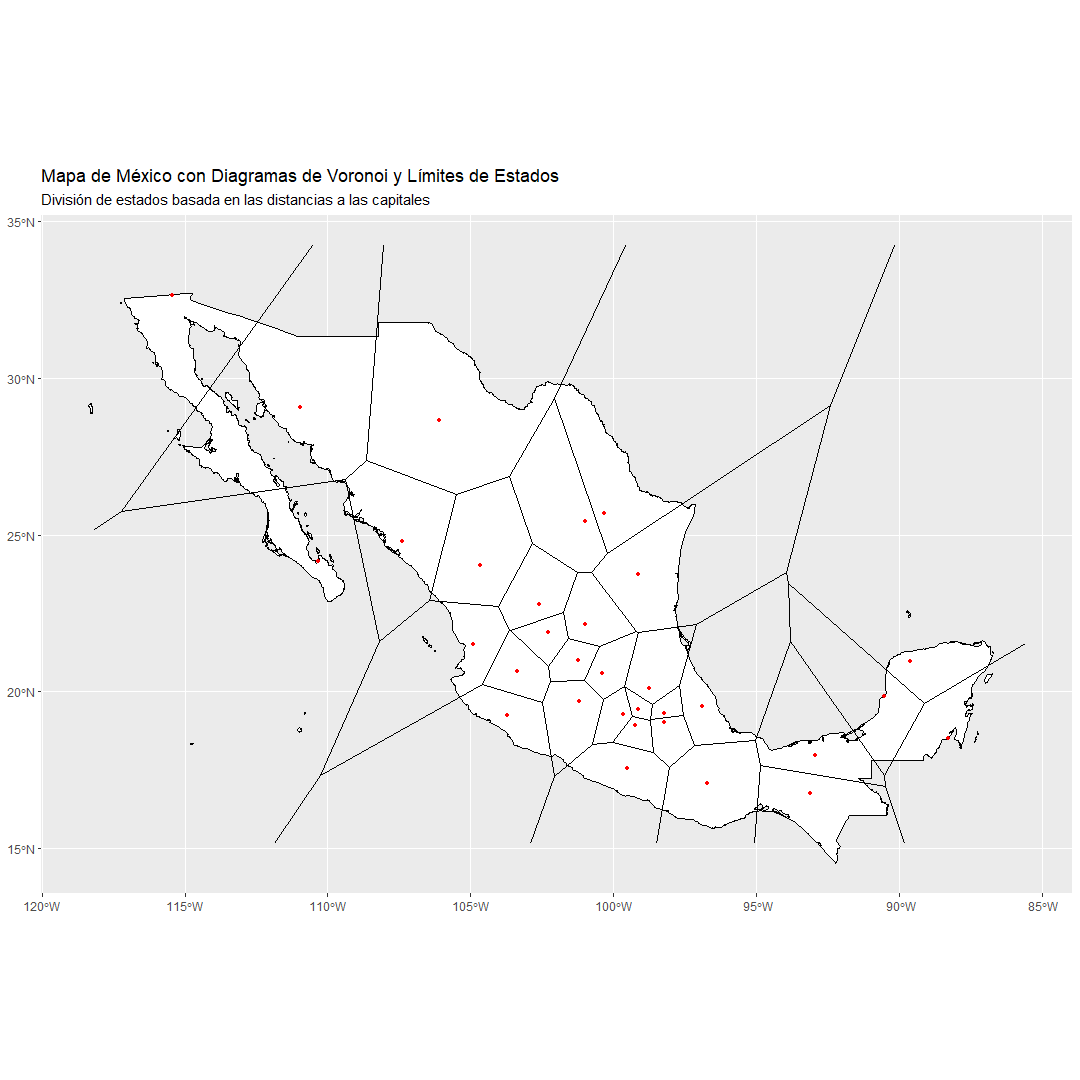 Mapa de México con Diagramas de Voronoi y Límites de Estados
División de estados basada en las distancias a las capitales
35°N
30°N
25°N
20°N
15°N
120°W 115°W 110°W 105°W 100°W 95°W 90°W 85°W